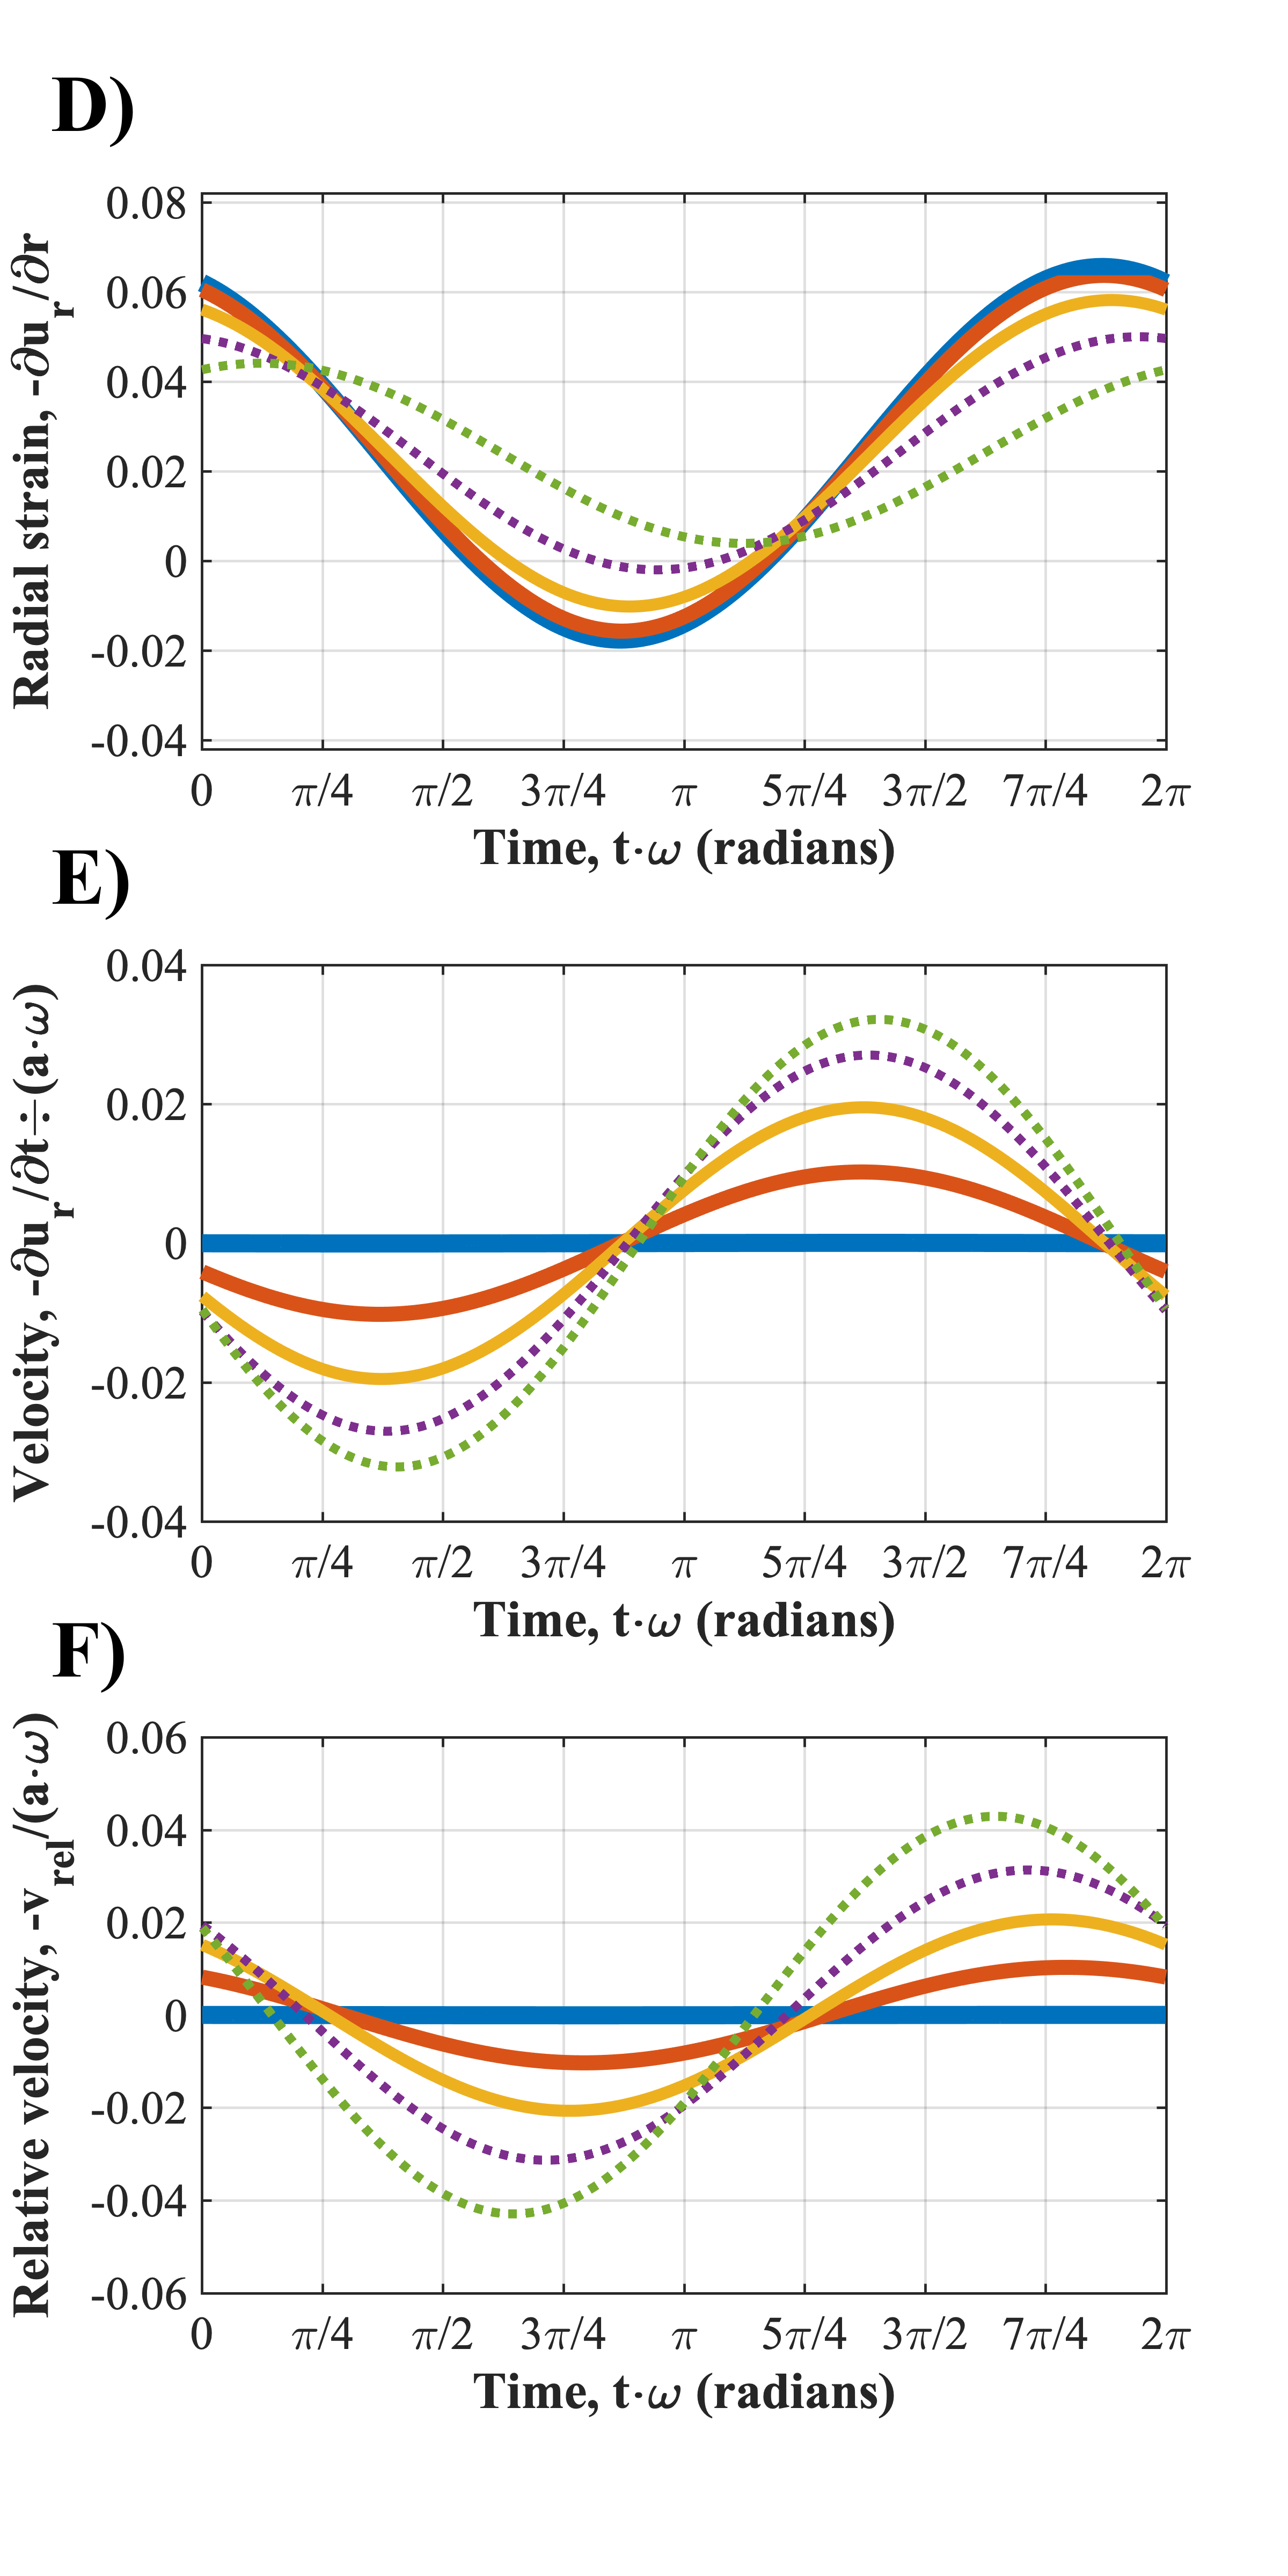 D)
Radial strain, -∂u_r/∂r
0.08
0.06
0.04
0.02
0
-0.02
-0.04
0 π/4 π/2 3π/4 π 5π/4 3π/2 7π/4 2π
Time, t·ω (radians)
E)
Velocity, -∂u_r/∂t÷(a·ω)
0.04
0.02
0
-0.02
-0.04
0 π/4 π/2 3π/4 π 5π/4 3π/2 7π/4 2π
Time, t·ω (radians)
F)
Relative velocity, -v_rel/(a·ω)
0.06
0.04
0.02
0
-0.02
-0.04
-0.06
0 π/4 π/2 3π/4 π 5π/4 3π/2 7π/4 2π
Time, t·ω (radians)